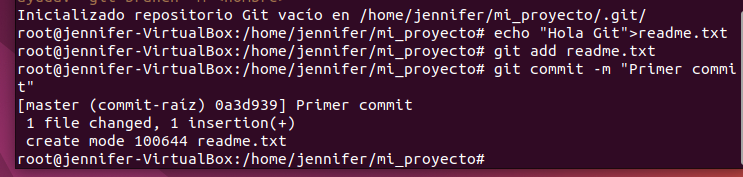 Inicializado repositorio Git vacío en /home/jennifer/mi_proyecto/.git/
root@jennifer-VirtualBox:/home/jennifer/mi_proyecto# echo "Hola Git">readme.txt
root@jennifer-VirtualBox:/home/jennifer/mi_proyecto# git add readme.txt
root@jennifer-VirtualBox:/home/jennifer/mi_proyecto# git commit -m "Primer commi
t"
[master (commit-raíz) 0a3d939] Primer commit
 1 file changed, 1 insertion(+)
 create mode 100644 readme.txt
root@jennifer-VirtualBox:/home/jennifer/mi_proyecto#